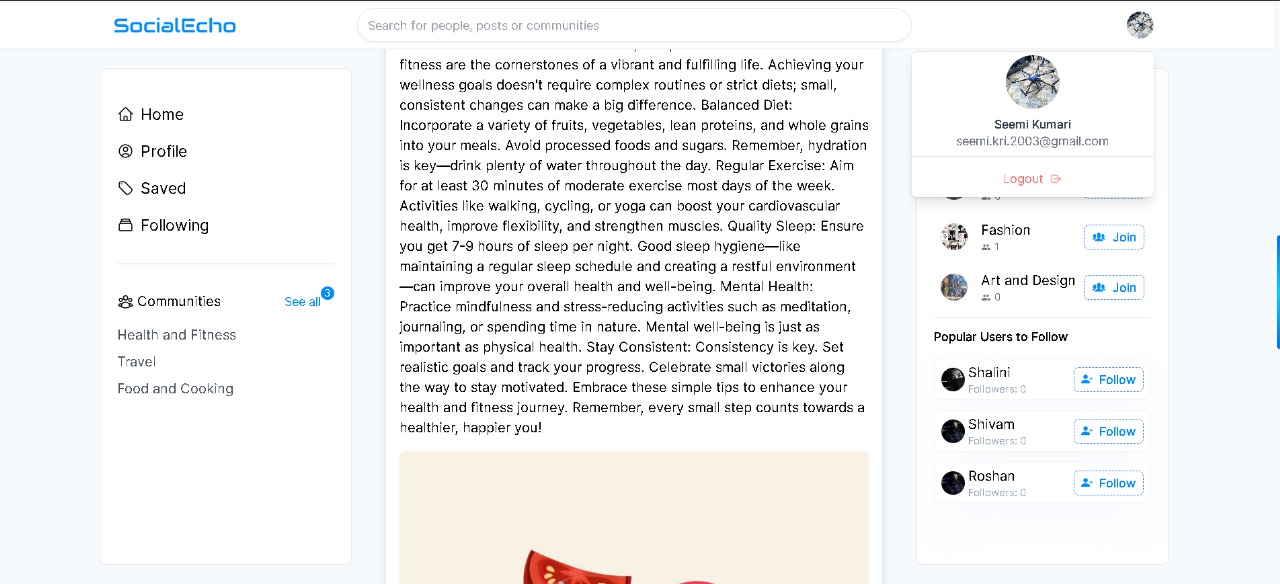 SocialEcho
Search for people, posts or communities
Home
Profile
Saved
Following
Communities
See all
3
Health and Fitness
Travel
Food and Cooking
fitness are the cornerstones of a vibrant and fulfilling life. Achieving your
wellness goals doesn't require complex routines or strict diets; small,
consistent changes can make a big difference. Balanced Diet:
Incorporate a variety of fruits, vegetables, lean proteins, and whole grains
into your meals. Avoid processed foods and sugars. Remember, hydration
is key—drink plenty of water throughout the day. Regular Exercise: Aim
for at least 30 minutes of moderate exercise most days of the week.
Activities like walking, cycling, or yoga can boost your cardiovascular
health, improve flexibility, and strengthen muscles. Quality Sleep: Ensure
you get 7-9 hours of sleep per night. Good sleep hygiene—like
maintaining a regular sleep schedule and creating a restful environment
—can improve your overall health and well-being. Mental Health:
Practice mindfulness and stress-reducing activities such as meditation,
journaling, or spending time in nature. Mental well-being is just as
important as physical health. Stay Consistent: Consistency is key. Set
realistic goals and track your progress. Celebrate small victories along
the way to stay motivated. Embrace these simple tips to enhance your
health and fitness journey. Remember, every small step counts towards a
healthier, happier you!
Seemi Kumari
seemi.kri.2003@gmail.com
Logout
Fashion
1
Join
Art and Design
0
Join
Popular Users to Follow
Shalini
Followers: 0
Follow
Shivam
Followers: 0
Follow
Roshan
Followers: 0
Follow